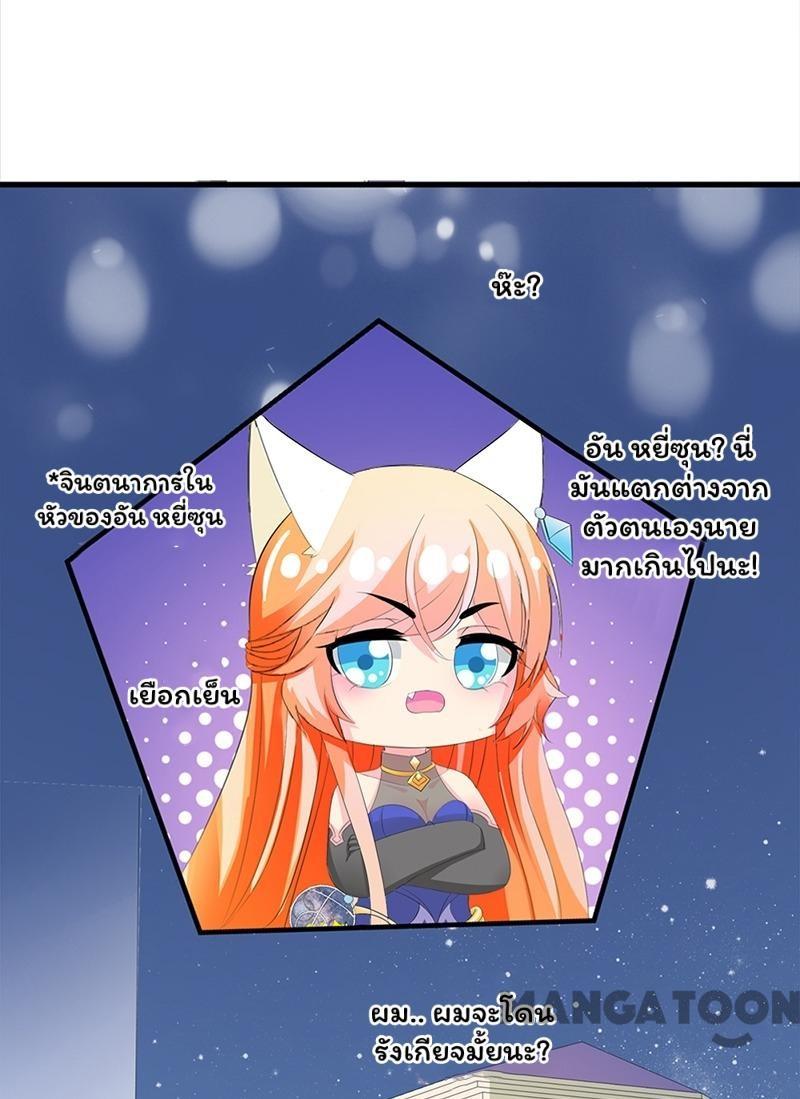 ห๊ะ?
อัน หยี่ซุน? นี่
มันแตกต่างจาก
ตัวตนเองนาย
มากเกินไปนะ!
*จินตนาการใน
หัวของอัน หยี่ซุน
เยือกเย็น
MANGATOON
ผม.. ผมจะโดน
รังเกียจมั้ยนะ?